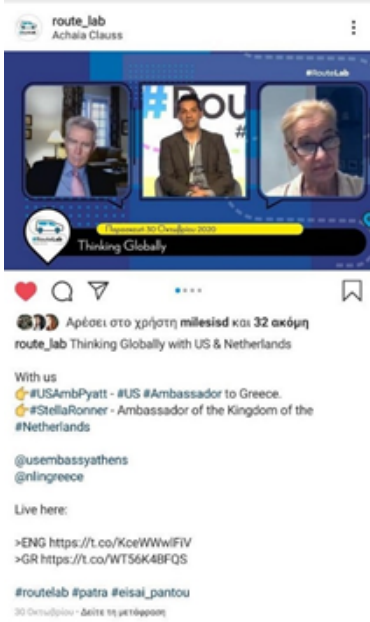 route_lab
Achaia Clauss
#RouteLab
#Rou
#
#RouteLab
Παρασκευή 30 Οκτωβρίου 2020
Thinking Globally
Αρέσει στο χρήστη milesisd και 32 ακόμη
route_lab Thinking Globally with US & Netherlands
With us
👉#USAmbPyatt - #US #Ambassador to Greece.
👉#StellaRonner - Ambassador of the Kingdom of the
#Netherlands
@usembassyathens
@nlingreece
Live here:
>ENG https://t.co/KceWWwlFiV
>GR https://t.co/WT56K4BFQS
#routelab #patra #eisai_pantou
30 Οκτωβρίου · Δείτε τη μετάφραση